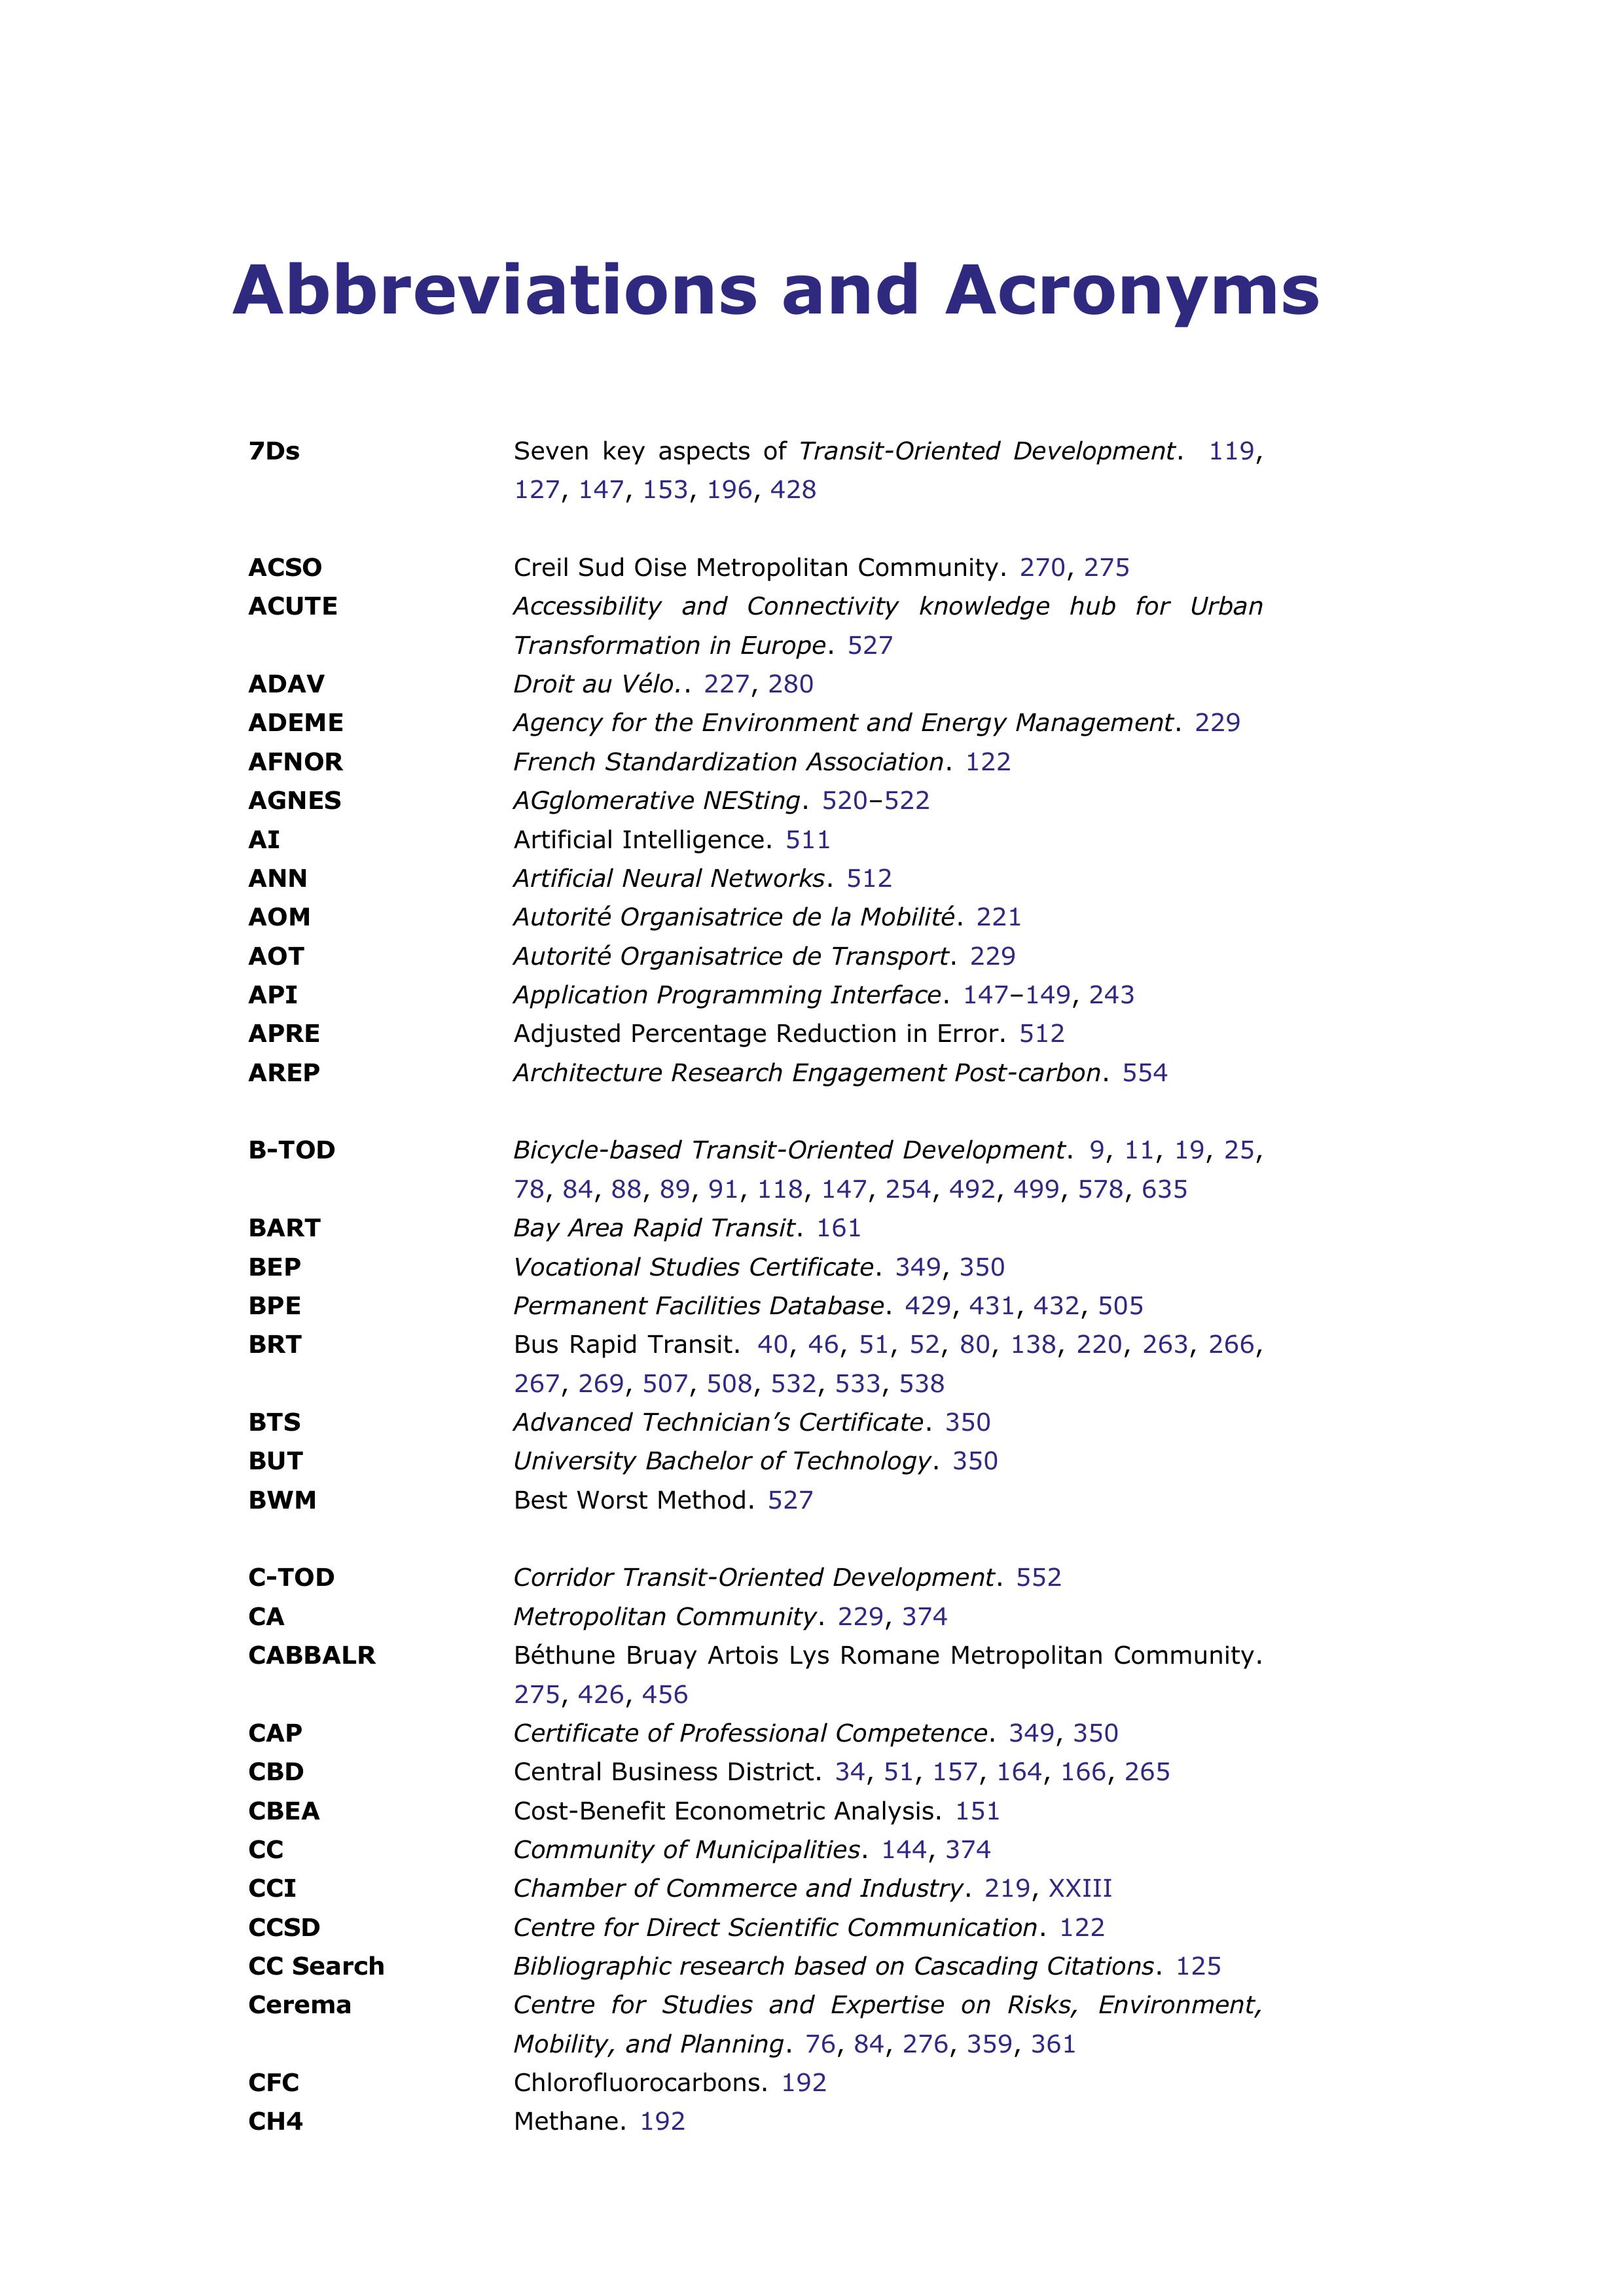 Abbreviations and Acronyms
7Ds Seven key aspects of Transit-Oriented Development. 119,
127, 147, 153, 196, 428
ACSO Creil Sud Oise Metropolitan Community. 270, 275
ACUTE Accessibility and Connectivity knowledge hub for Urban
Transformation in Europe. 527
ADAV Droit au Vélo.. 227, 280
ADEME Agency for the Environment and Energy Management. 229
AFNOR French Standardization Association. 122
AGNES AGglomerative NESting. 520–522
AI Artificial Intelligence. 511
ANN Artificial Neural Networks. 512
AOM Autorité Organisatrice de la Mobilité. 221
AOT Autorité Organisatrice de Transport. 229
API Application Programming Interface. 147–149, 243
APRE Adjusted Percentage Reduction in Error. 512
AREP Architecture Research Engagement Post-carbon. 554
B-TOD Bicycle-based Transit-Oriented Development. 9, 11, 19, 25,
78, 84, 88, 89, 91, 118, 147, 254, 492, 499, 578, 635
BART Bay Area Rapid Transit. 161
BEP Vocational Studies Certificate. 349, 350
BPE Permanent Facilities Database. 429, 431, 432, 505
BRT Bus Rapid Transit. 40, 46, 51, 52, 80, 138, 220, 263, 266,
267, 269, 507, 508, 532, 533, 538
BTS Advanced Technician’s Certificate. 350
BUT University Bachelor of Technology. 350
BWM Best Worst Method. 527
C-TOD Corridor Transit-Oriented Development. 552
CA Metropolitan Community. 229, 374
CABBALR Béthune Bruay Artois Lys Romane Metropolitan Community.
275, 426, 456
CAP Certificate of Professional Competence. 349, 350
CBD Central Business District. 34, 51, 157, 164, 166, 265
CBEA Cost-Benefit Econometric Analysis. 151
CC Community of Municipalities. 144, 374
CCI Chamber of Commerce and Industry. 219, XXIII
CCSD Centre for Direct Scientific Communication. 122
CC Search Bibliographic research based on Cascading Citations. 125
Cerema Centre for Studies and Expertise on Risks, Environment,
Mobility, and Planning. 76, 84, 276, 359, 361
CFC Chlorofluorocarbons. 192
CH4 Methane. 192